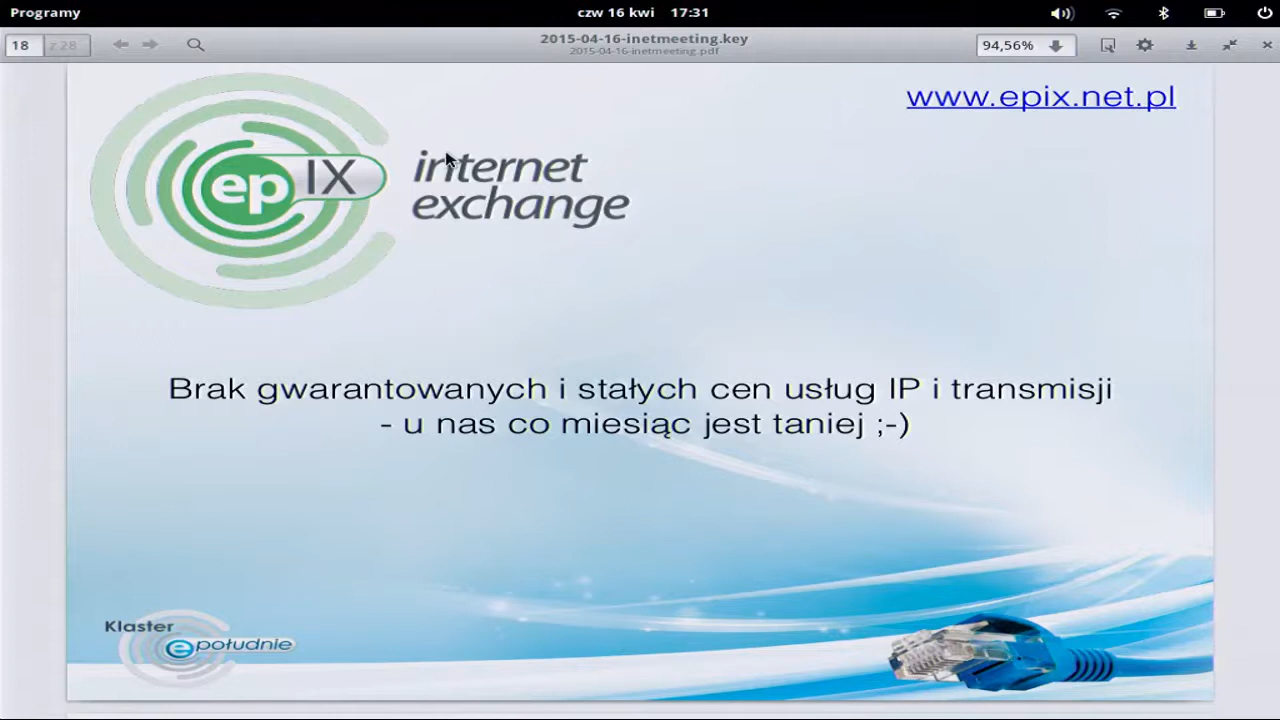 Programy
czw 16 kwi 17:31
18
z 28
2015-04-16-inetmeeting.key
2015-04-16-inetmeeting.pdf
94,56%
www.epix.net.pl
ep IX
internet
exchange
Brak gwarantowanych i stałych cen usług IP i transmisji
- u nas co miesiąc jest taniej ;-)
Klaster
e południe